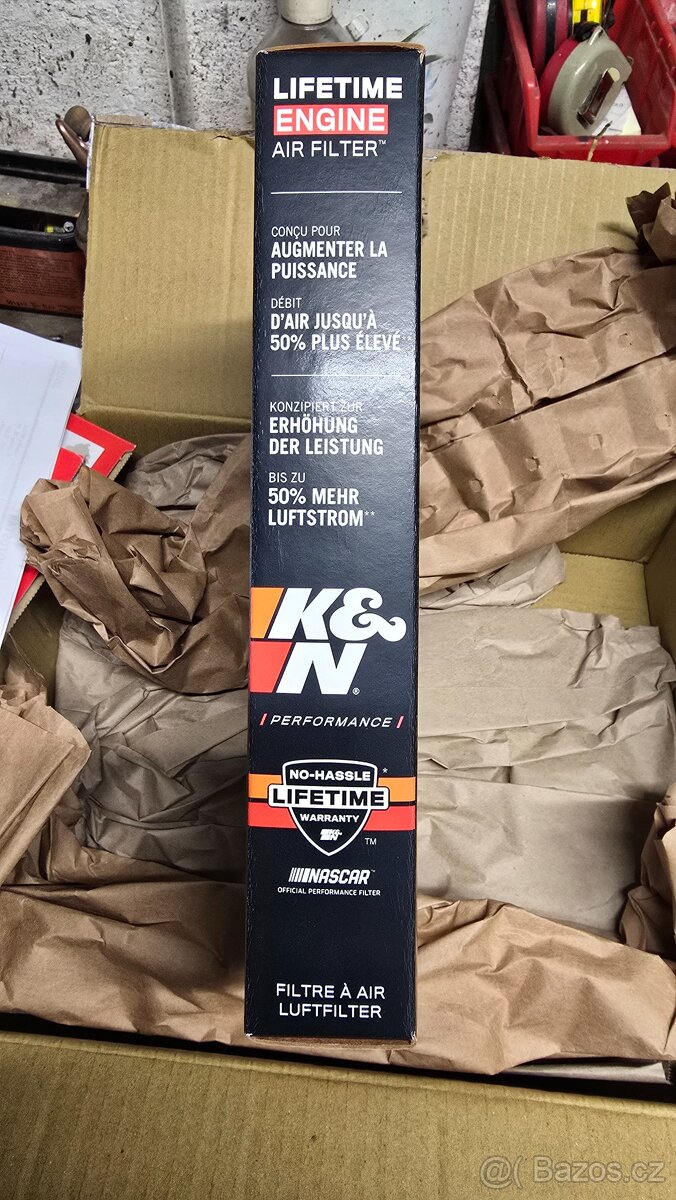 LIFETIME
ENGINE
AIR FILTER™
CONÇU POUR
AUGMENTER LA
PUISSANCE
DÉBIT
D'AIR JUSQU'À
50% PLUS ÉLEVÉ**
KONZIPIERT ZUR
ERHÖHUNG
DER LEISTUNG
BIS ZU
50% MEHR
LUFTSTROM**
K&
N®
/ PERFORMANCE /
NO-HASSLE*
LIFETIME
WARRANTY
K&N
TM
NASCAR
OFFICIAL PERFORMANCE FILTER
FILTRE À AIR
LUFTFILTER
@( Bazos.cz